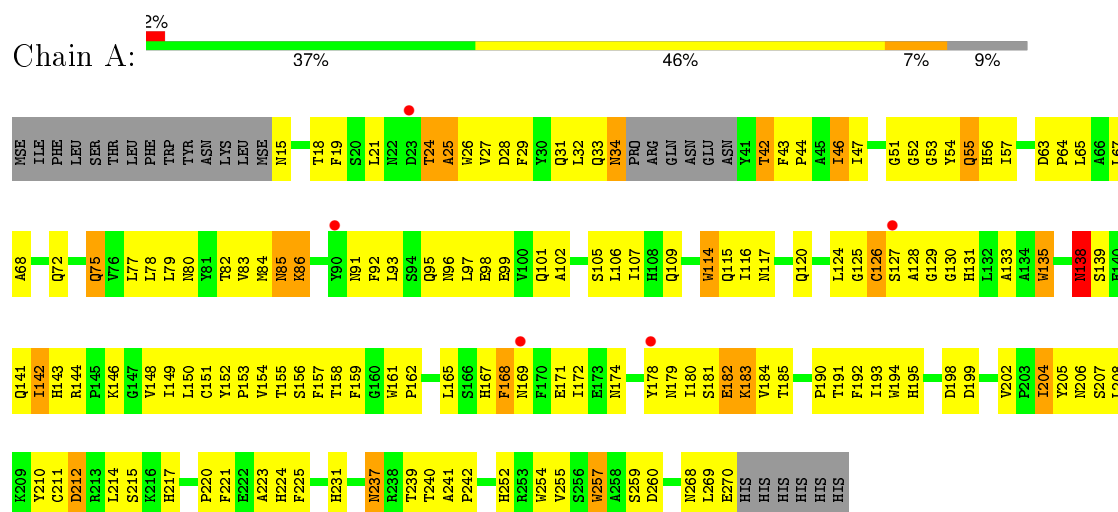 2%
Chain A:
37% 46% 7% 9%
MSE ILE PHE LEU SER THR LEU PHE TRP TYR ASN LYS LEU MSE N15 T18 F19 S20 L21 N22 D23 T24 A25 W26 V27 D28 F29 Y30 Q31 L32 Q33 N34 PRO ARG GLN ASN GLU ASN Y41 T42 F43 P44 A45 I46 I47 G51 G52 G53 Y54 Q55 H56 I57 D63 P64 L65 A66 L67
A68 Q72 Q75 V76 L77 L78 L79 N80 Y81 T82 V83 M84 N85 K86 Y90 N91 F92 L93 S94 Q95 N96 L97 E98 E99 V100 Q101 A102 S105 L106 I107 H108 Q109 W114 Q115 I116 N117 Q120 L124 G125 C126 S127 A128 G129 G130 H131 L132 A133 A134 W135 N138 S139 E140
Q141 I142 H143 R144 P145 K146 G147 V148 I149 L150 C151 Y152 P153 V154 T155 S156 F157 T158 F159 G160 W161 P162 L165 S166 H167 F168 N169 F170 E171 I172 E173 N174 Y178 N179 I180 S181 E182 K183 V184 T185 P190 T191 F192 I193 W194 H195 D198 D199 V202 P203 I204 Y205 N206 S207 L208
K209 Y210 C211 D212 R213 L214 S215 K216 H217 P220 F221 E222 A223 H224 F225 H231 N237 R238 T239 T240 A241 P242 H252 R253 W254 V255 S256 W257 A258 S259 D260 N268 L269 E270 HIS HIS HIS HIS HIS HIS